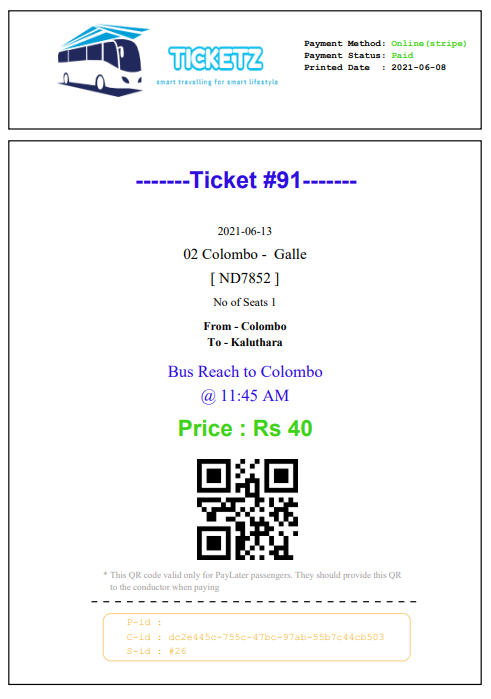 TICKETZ
smart travelling for smart lifestyle
Payment Method: Online(stripe)
Payment Status: Paid
Printed Date : 2021-06-08
-------Ticket #91-------
2021-06-13
02 Colombo - Galle
[ ND7852 ]
No of Seats 1
From - Colombo
To - Kaluthara
Bus Reach to Colombo
@ 11:45 AM
Price : Rs 40
* This QR code valid only for PayLater passengers. They should provide this QR
to the conductor when paying
P-id :
C-id : dc2e445c-755c-47bc-97ab-55b7c44cb503
S-id : #26